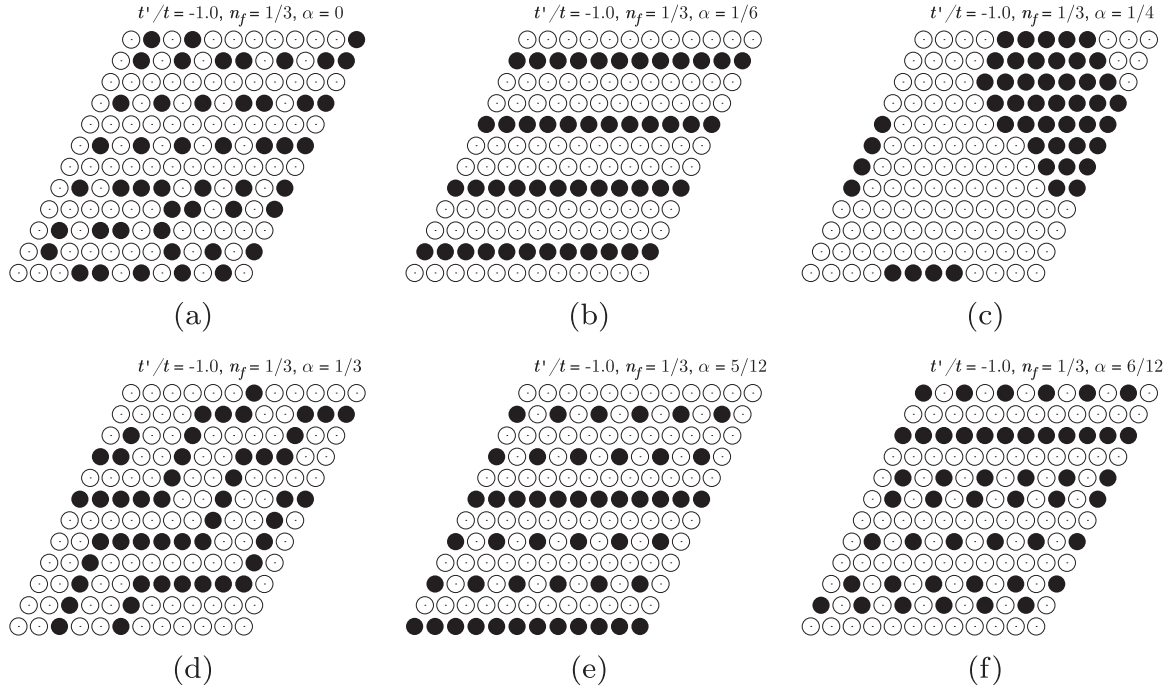 t'/t = -1.0, n_f = 1/3, α = 0
t'/t = -1.0, n_f = 1/3, α = 1/6
t'/t = -1.0, n_f = 1/3, α = 1/4
(a)
(b)
(c)
t'/t = -1.0, n_f = 1/3, α = 1/3
t'/t = -1.0, n_f = 1/3, α = 5/12
t'/t = -1.0, n_f = 1/3, α = 6/12
(d)
(e)
(f)